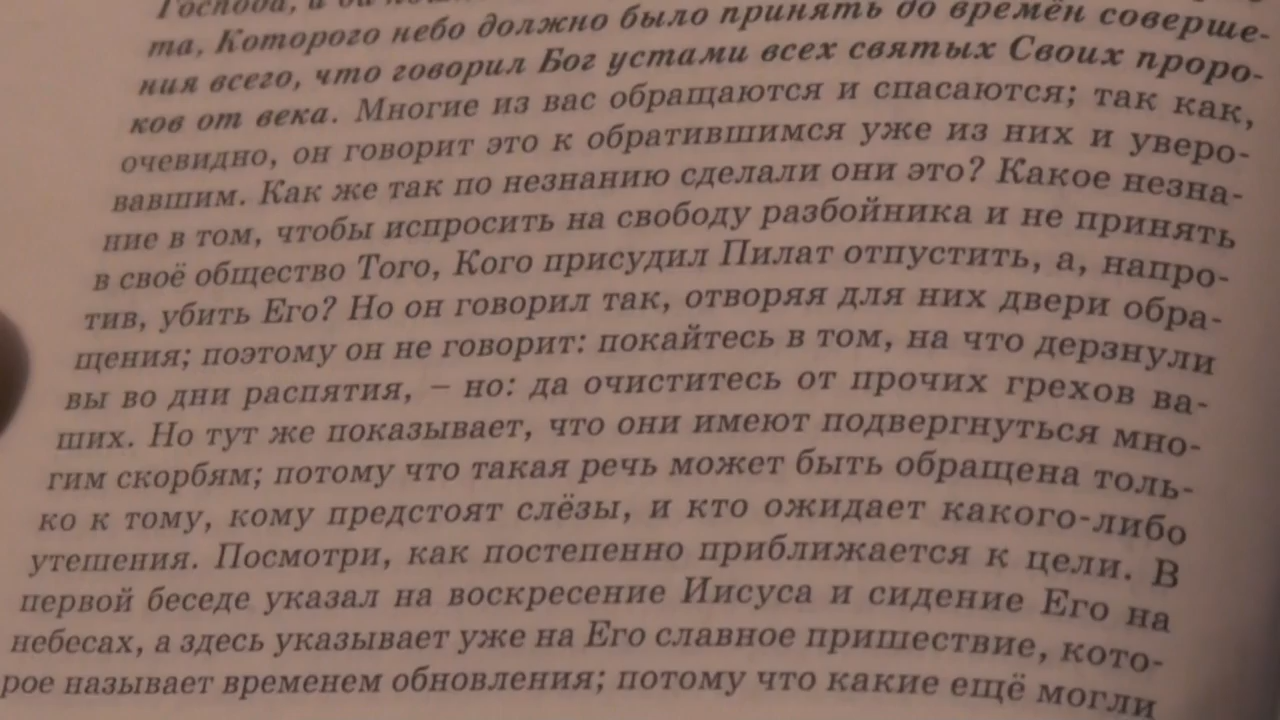 Господа, и да
та, Которого небо должно было принять до времён соверше-
ния всего, что говорил Бог устами всех святых Своих проро-
ков от века. Многие из вас обращаются и спасаются; так как,
очевидно, он говорит это к обратившимся уже из них и уверо-
вавшим. Как же так по незнанию сделали они это? Какое незна-
ние в том, чтобы испросить на свободу разбойника и не принять
в своё общество Того, Кого присудил Пилат отпустить, а, напро-
тив, убить Его? Но он говорил так, отворяя для них двери обра-
щения; поэтому он не говорит: покайтесь в том, на что дерзнули
вы во дни распятия, – но: да очиститесь от прочих грехов ва-
ших. Но тут же показывает, что они имеют подвергнуться мно-
гим скорбям; потому что такая речь может быть обращена толь-
ко к тому, кому предстоят слёзы, и кто ожидает какого-либо
утешения. Посмотри, как постепенно приближается к цели. В
первой беседе указал на воскресение Иисуса и сидение Его на
небесах, а здесь указывает уже на Его славное пришествие, кото-
рое называет временем обновления; потому что какие ещё могли